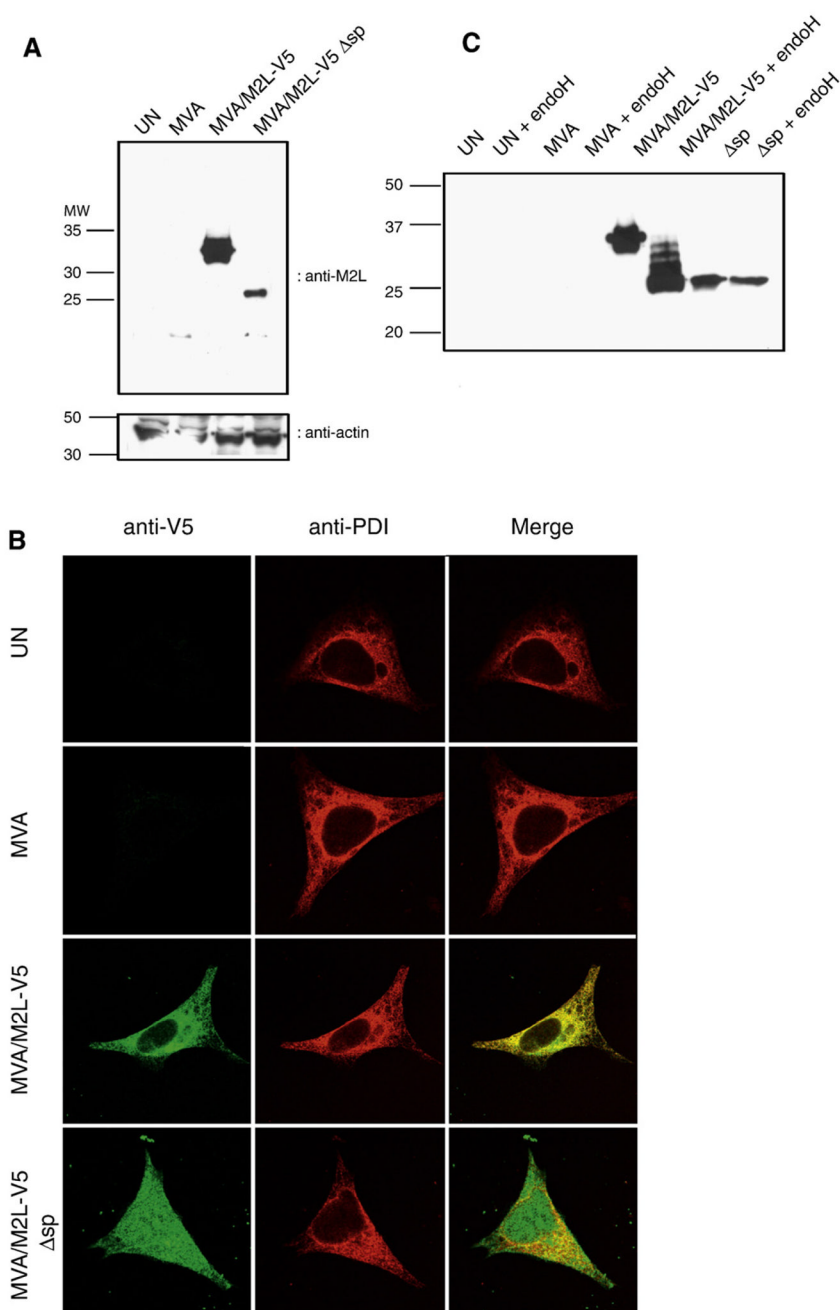 A
UN
MVA
MVA/M2L-V5
MVA/M2L-V5 Δsp
MW
35
30
25
: anti-M2L
50
30
: anti-actin
C
UN
UN + endoH
MVA
MVA + endoH
MVA/M2L-V5
MVA/M2L-V5 + endoH
Δsp
Δsp + endoH
50
37
25
20
B
anti-V5
anti-PDI
Merge
UN
MVA
MVA/M2L-V5
MVA/M2L-V5
Δsp